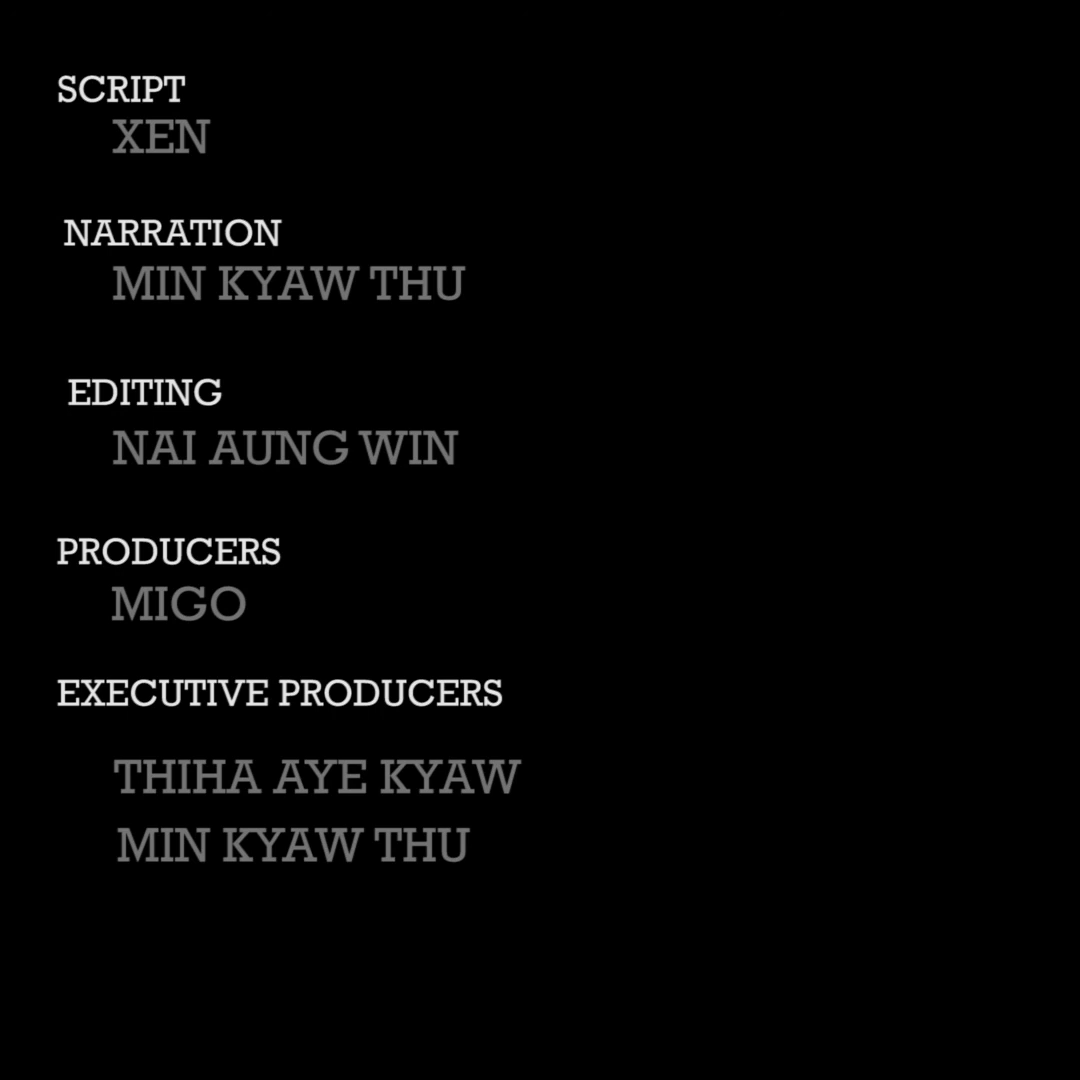 SCRIPT
XEN
NARRATION
MIN KYAW THU
EDITING
NAI AUNG WIN
PRODUCERS
MIGO
EXECUTIVE PRODUCERS
THIHA AYE KYAW
MIN KYAW THU